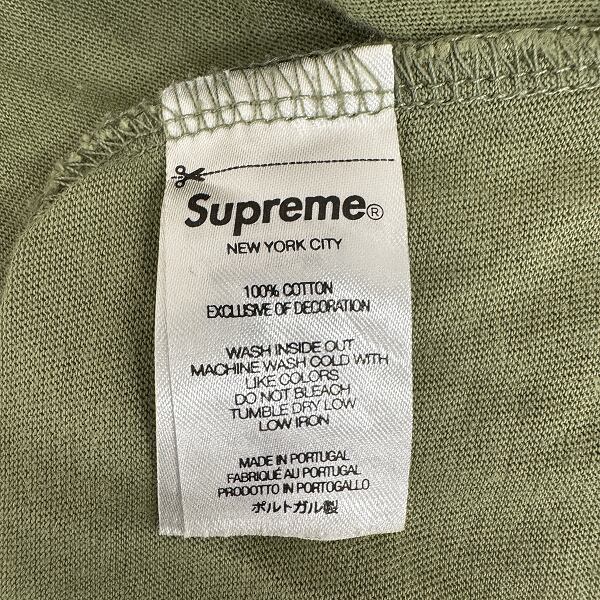 Supreme®
NEW YORK CITY
100% COTTON
EXCLUSIVE OF DECORATION
WASH INSIDE OUT
MACHINE WASH COLD WITH
LIKE COLORS
DO NOT BLEACH
TUMBLE DRY LOW
LOW IRON
MADE IN PORTUGAL
FABRIQUÉ AU PORTUGAL
PRODOTTO IN PORTOGALLO
ポルトガル製